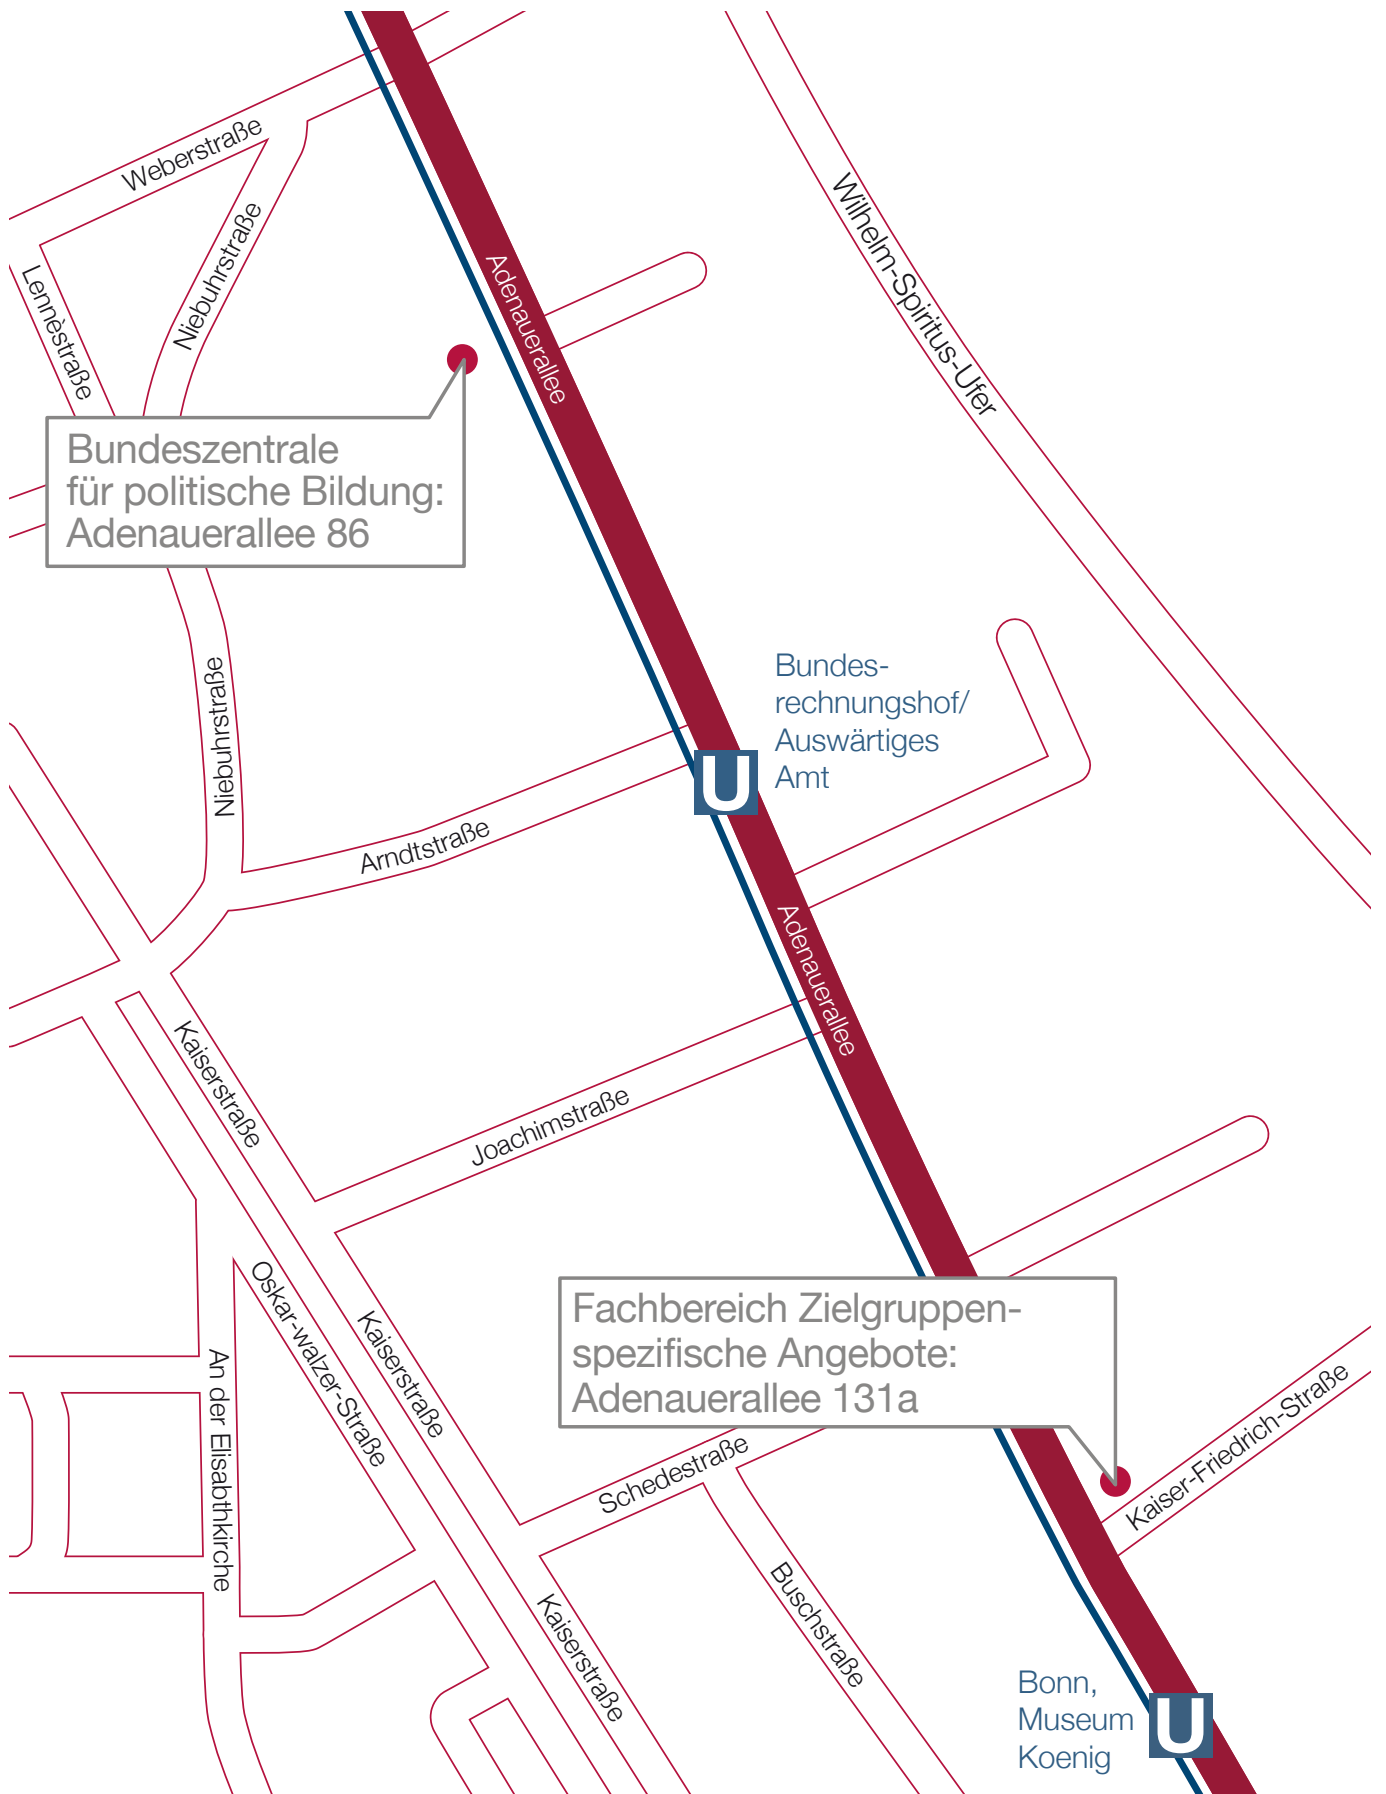 Weberstraße
Niebuhrstraße
Lennèstraße
Adenauerallee
Wilhelm-Spiritus-Ufer
Bundeszentrale
für politische Bildung:
Adenauerallee 86
Niebuhrstraße
Bundes-
rechnungshof/
Auswärtiges
Amt
U
Arndtstraße
Adenauerallee
Kaiserstraße
Joachimstraße
Oskar-walzer-Straße
Kaiserstraße
An der Elisabthkirche
Fachbereich Zielgruppen-
spezifische Angebote:
Adenauerallee 131a
Kaiser-Friedrich-Straße
Schedestraße
Buschstraße
Kaiserstraße
Bonn,
Museum
Koenig
U